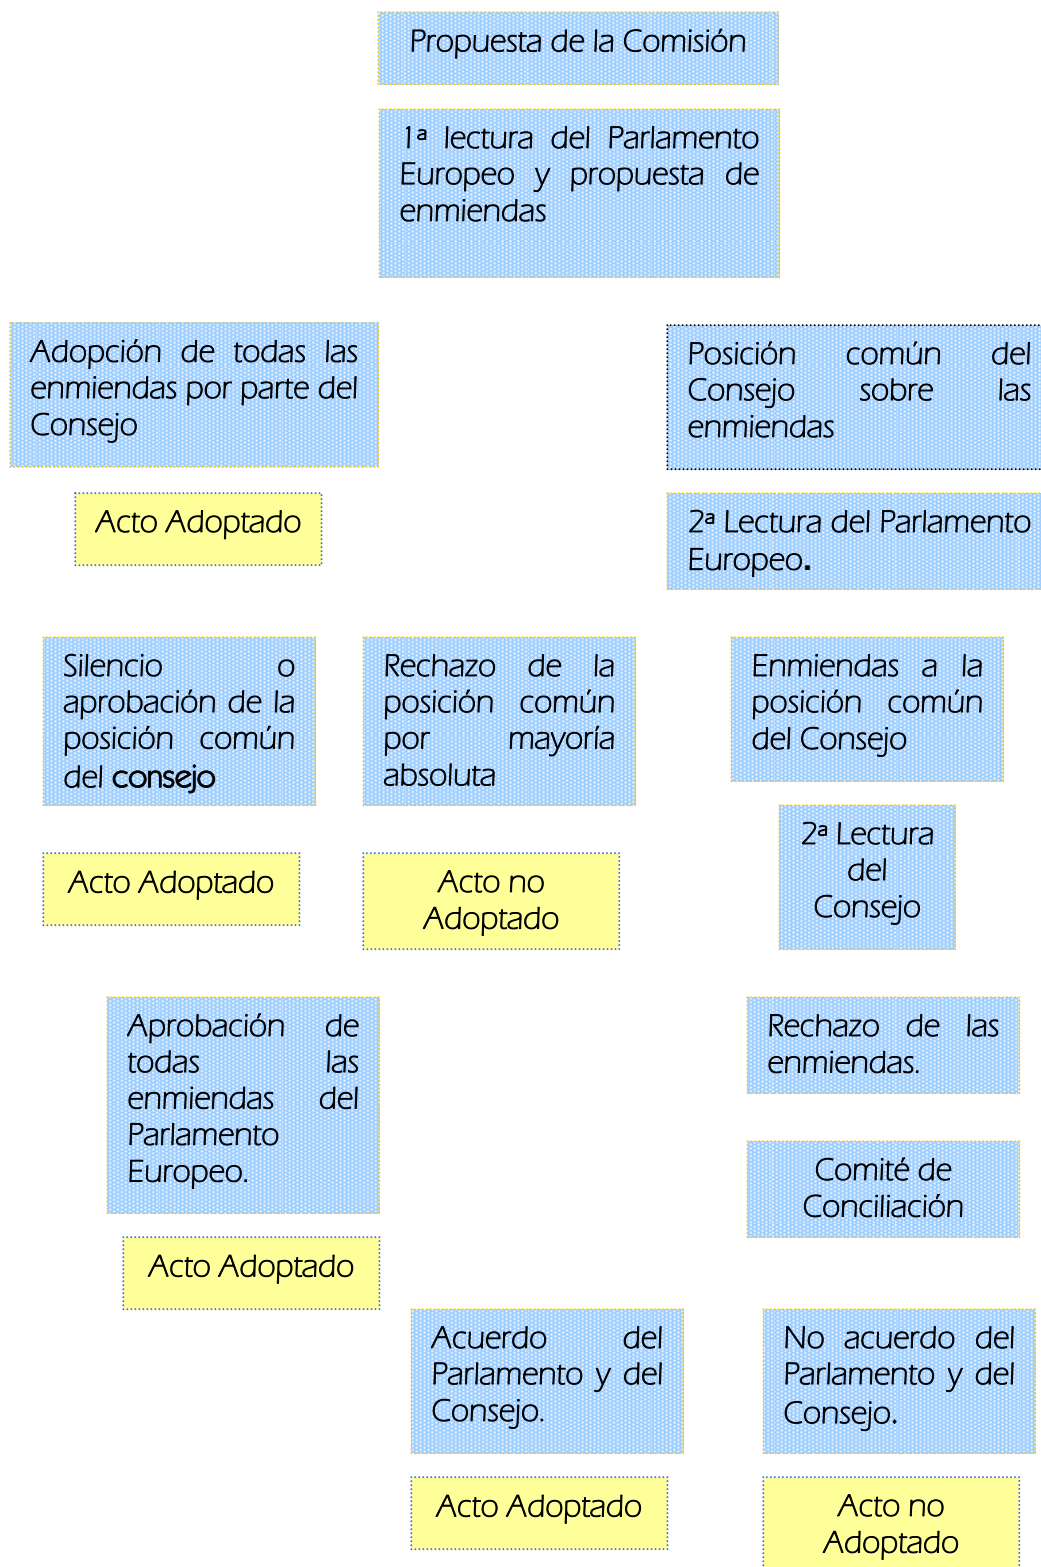 Propuesta de la Comisión
1ª lectura del Parlamento
Europeo y propuesta de
enmiendas
Adopción de todas las
enmiendas por parte del
Consejo
Posición común del
Consejo sobre las
enmiendas
Acto Adoptado
2ª Lectura del Parlamento
Europeo.
Silencio o
aprobación de la
posición común
del consejo
Rechazo de la
posición común
por mayoría
absoluta
Enmiendas a la
posición común
del Consejo
2ª Lectura
del
Consejo
Acto Adoptado
Acto no
Adoptado
Aprobación de
todas las
enmiendas del
Parlamento
Europeo.
Rechazo de las
enmiendas.
Comité de
Conciliación
Acto Adoptado
Acuerdo del
Parlamento y del
Consejo.
No acuerdo del
Parlamento y del
Consejo.
Acto Adoptado
Acto no
Adoptado